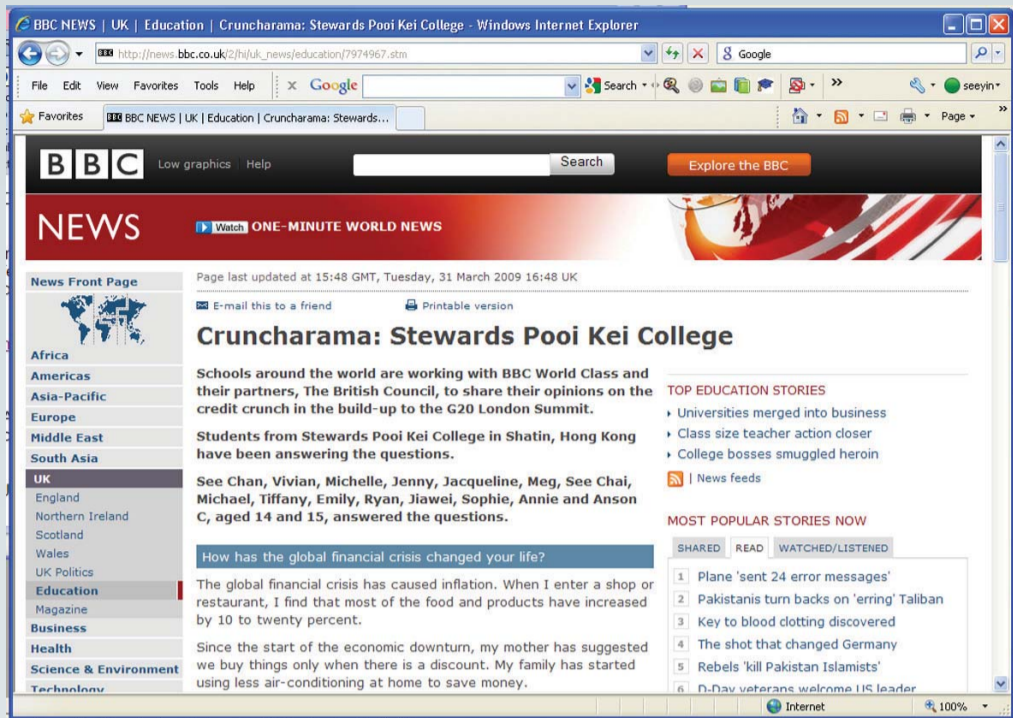 BBC NEWS | UK | Education | Cruncharama: Stewards Pooi Kei College - Windows Internet Explorer
BBC http://news.bbc.co.uk/2/hi/uk_news/education/7974967.stm
Google
File Edit View Favorites Tools Help x Google Search seeyin
Favorites BBC NEWS | UK | Education | Cruncharama: Stewards... Page
BBC Low graphics Help Search Explore the BBC
NEWS Watch ONE-MINUTE WORLD NEWS
News Front Page
Africa
Americas
Asia-Pacific
Europe
Middle East
South Asia
UK
England
Northern Ireland
Scotland
Wales
UK Politics
Education
Magazine
Business
Health
Science & Environment
Technology
Page last updated at 15:48 GMT, Tuesday, 31 March 2009 16:48 UK
E-mail this to a friend Printable version
Cruncharama: Stewards Pooi Kei College
Schools around the world are working with BBC World Class and
their partners, The British Council, to share their opinions on the
credit crunch in the build-up to the G20 London Summit.
Students from Stewards Pooi Kei College in Shatin, Hong Kong
have been answering the questions.
See Chan, Vivian, Michelle, Jenny, Jacqueline, Meg, See Chai,
Michael, Tiffany, Emily, Ryan, Jiawei, Sophie, Annie and Anson
C, aged 14 and 15, answered the questions.
How has the global financial crisis changed your life?
The global financial crisis has caused inflation. When I enter a shop or
restaurant, I find that most of the food and products have increased
by 10 to twenty percent.
Since the start of the economic downturn, my mother has suggested
we buy things only when there is a discount. My family has started
using less air-conditioning at home to save money.
TOP EDUCATION STORIES
Universities merged into business
Class size teacher action closer
College bosses smuggled heroin
| News feeds
MOST POPULAR STORIES NOW
SHARED READ WATCHED/LISTENED
1 Plane 'sent 24 error messages'
2 Pakistanis turn backs on 'erring' Taliban
3 Key to blood clotting discovered
4 The shot that changed Germany
5 Rebels 'kill Pakistan Islamists'
6 D-Day veterans welcome US leader
Internet 100%